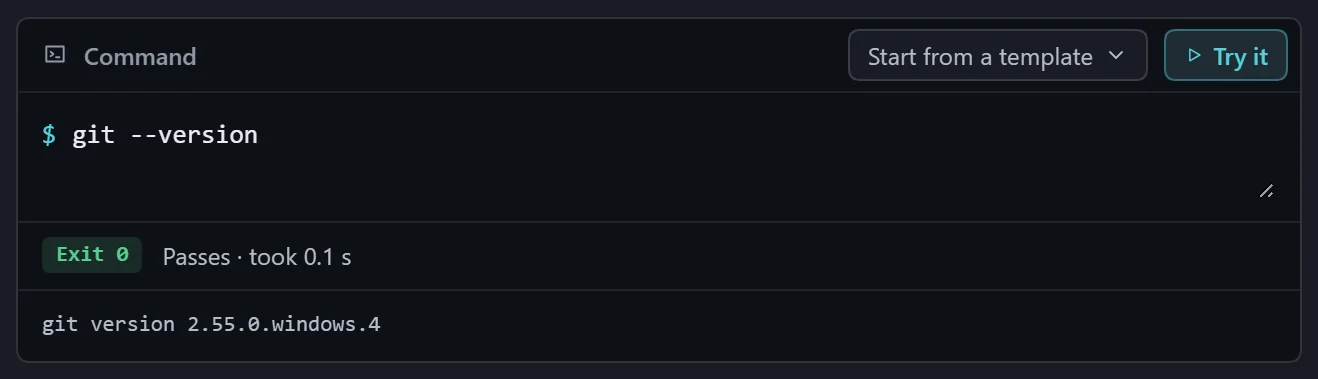 Command
Start from a template
Try it
$ git --version
Exit 0
Passes · took 0.1 s
git version 2.55.0.windows.4